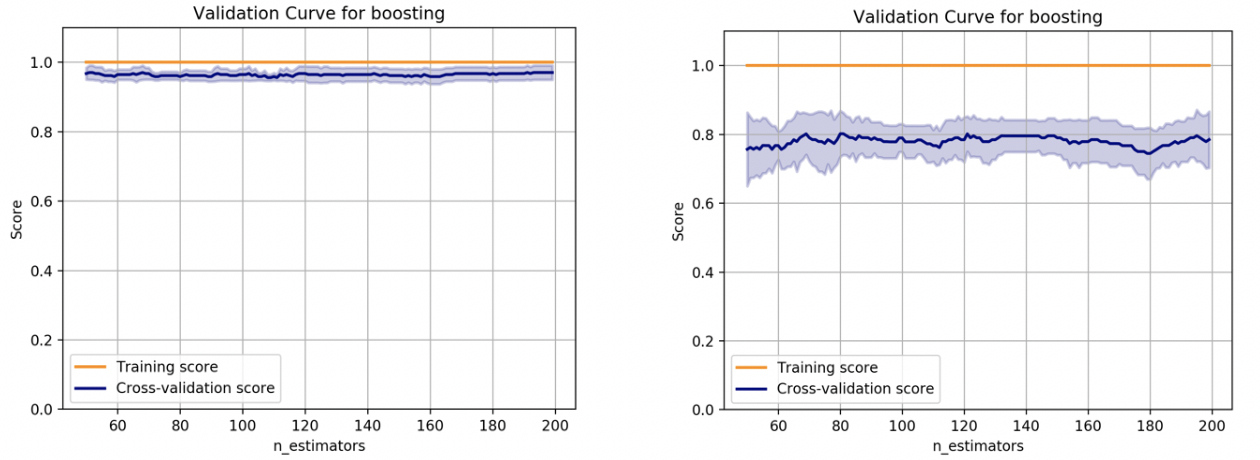 Validation Curve for boosting
1.0
0.8
0.6
0.4
0.2
0.0
Score
Training score
Cross-validation score
60 80 100 120 140 160 180 200
n_estimators
Validation Curve for boosting
1.0
0.8
0.6
0.4
0.2
0.0
Score
Training score
Cross-validation score
60 80 100 120 140 160 180 200
n_estimators